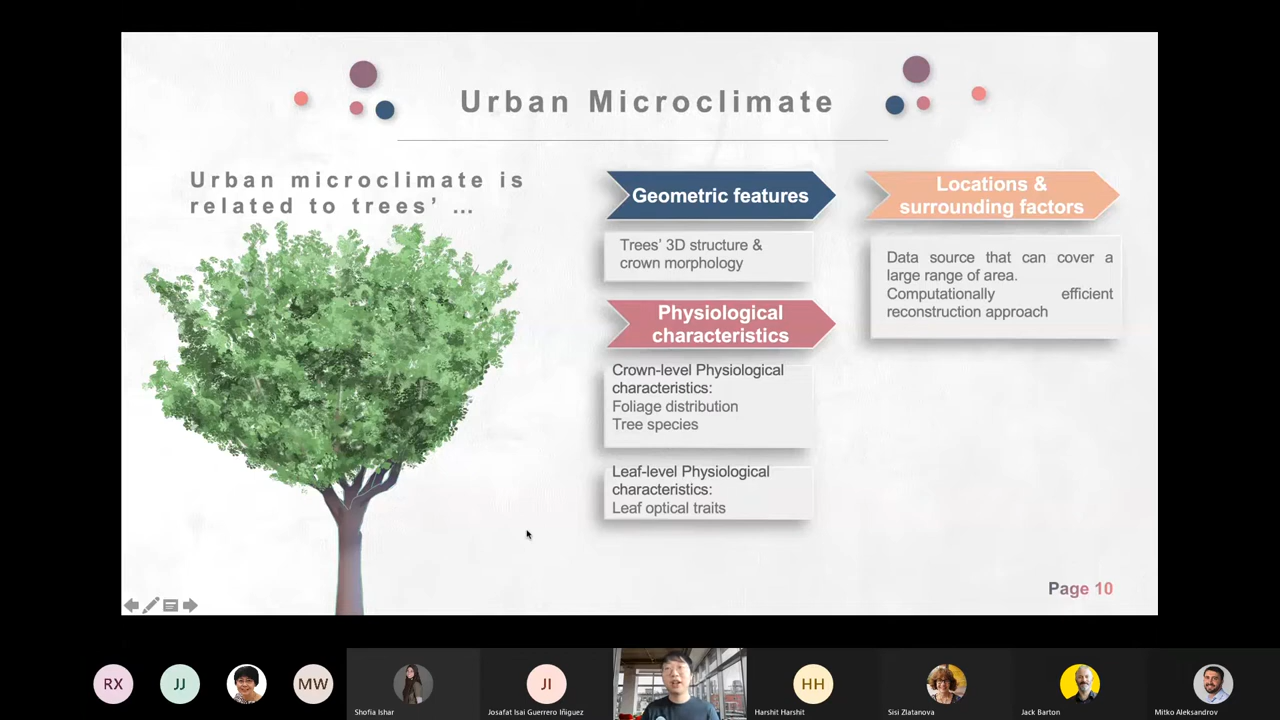 Urban Microclimate
Urban microclimate is
related to trees’ ...
Geometric features
Trees’ 3D structure &
crown morphology
Physiological
characteristics
Crown-level Physiological
characteristics:
Foliage distribution
Tree species
Leaf-level Physiological
characteristics:
Leaf optical traits
Locations &
surrounding factors
Data source that can cover a
large range of area.
Computationally efficient
reconstruction approach
Page 10
RX
JJ
MW
Shofia Ishar
JI
Josafat Isai Guerrero Iñiguez
HH
Harshit Harshit
Sisi Zlatanova
Jack Barton
Mitko Aleksandrov